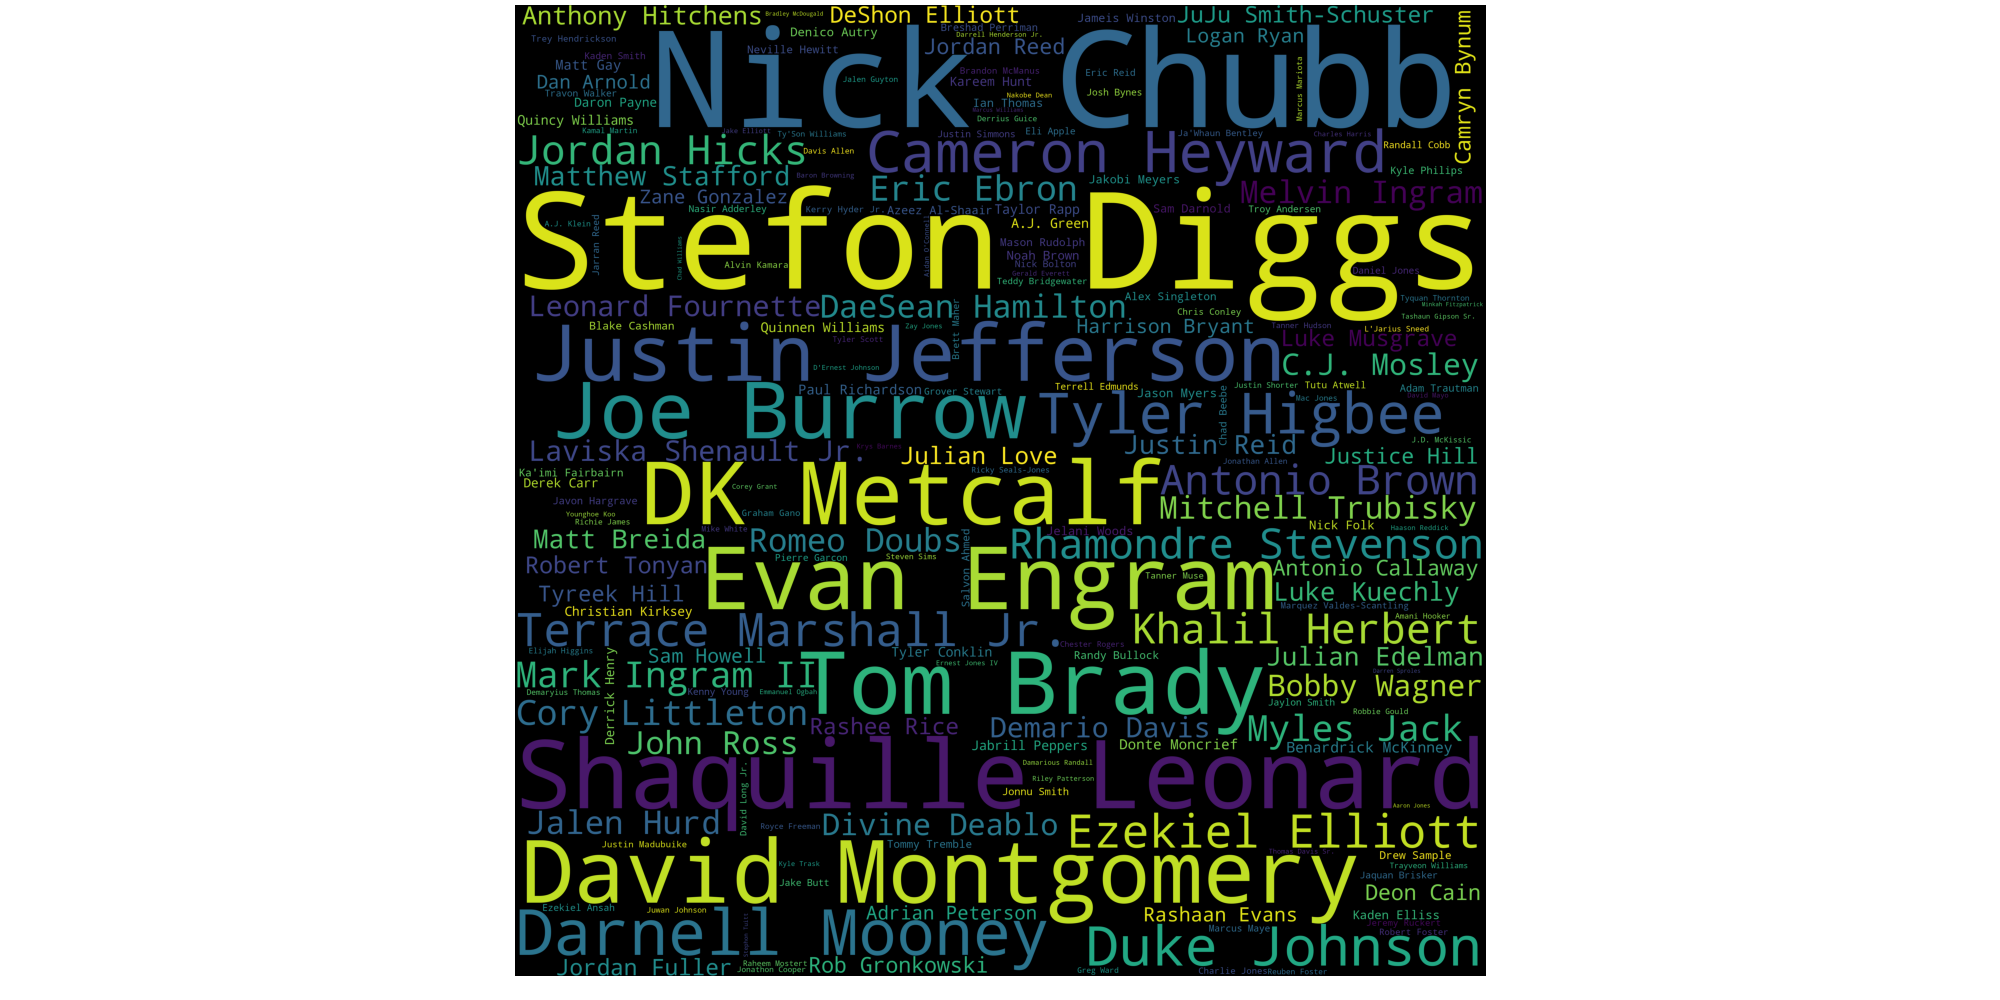 Anthony Hitchens
Bradley McDougald
DeShon Elliott
Jameis Winston
JuJu Smith-Schuster
Trey Hendrickson
Denico Autry
Breshad Perriman
Darrell Henderson Jr.
Logan Ryan
Camryn Bynum
Kaden Smith
Neville Hewitt
Jordan Reed
Nick Chubb
Matt Gay
Dan Arnold
Jalen Guyton
Brandon McManus
Kareem Hunt
Eric Reid
Marcus Mariota
Travon Walker
Daron Payne
Nakobe Dean
Ian Thomas
Josh Bynes
Marcus Williams
Derrius Guice
Quincy Williams
Kamal Martin
Jake Elliott
Ty'Son Williams
Justin Simmons
Eli Apple
Ja'Whaun Bentley
Charles Harris
Jordan Hicks
Davis Allen
Cameron Heyward
Randall Cobb
Matthew Stafford
Baron Browning
Kyle Philips
Zane Gonzalez
Eric Ebron
Jakobi Meyers
Melvin Ingram
Nasir Adderley
Kerry Hyder Jr.
Azeez Al-Shaair
Taylor Rapp
Sam Darnold
Troy Andersen
Stefon Diggs
A.J. Klein
Jarran Reed
Chad Williams
Aidan O'Connell
A.J. Green
Mason Rudolph
Noah Brown
Alvin Kamara
Nick Bolton
Gerald Everett
Daniel Jones
Teddy Bridgewater
Leonard Fournette
DaeSean Hamilton
Alex Singleton
Tyquan Thornton
Minkah Fitzpatrick
Chris Conley
Tashaun Gipson Sr.
Blake Cashman
Quinnen Williams
Zay Jones
Brett Maher
Harrison Bryant
Tanner Hudson
L'Jarius Sneed
Tyler Scott
Luke Musgrave
Justin Jefferson
D'Ernest Johnson
C.J. Mosley
Paul Richardson
Grover Stewart
Terrell Edmunds
Jason Myers
Justin Shorter
Tutu Atwell
Adam Trautman
David Mayo
Mac Jones
Joe Burrow
Tyler Higbee
Chad Beebe
Laviska Shenault Jr.
Krys Barnes
Julian Love
Justin Reid
J.D. McKissic
Justice Hill
Jonathan Allen
Ka'imi Fairbairn
Derek Carr
Ricky Seals-Jones
DK Metcalf
Corey Grant
Antonio Brown
Javon Hargrave
Younghoe Koo
Richie James
Graham Gano
Mitchell Trubisky
Mike White
Jelani Woods
Nick Folk
Haason Reddick
Matt Breida
Romeo Doubs
Salvon Ahmed
Rhamondre Stevenson
Robert Tonyan
Pierre Garcon
Steven Sims
Evan Engram
Tanner Muse
Antonio Callaway
Tyreek Hill
Luke Kuechly
Christian Kirksey
Marquez Valdes-Scantling
Amani Hooker
Terrace Marshall Jr.
Khalil Herbert
Chester Rogers
Elijah Higgins
Derrick Henry
Sam Howell
Tyler Conklin
Ernest Jones IV
Randy Bullock
Julian Edelman
Mark Ingram II
Tom Brady
Darren Sproles
Demaryius Thomas
Kenny Young
Emmanuel Ogbah
Bobby Wagner
Jaylon Smith
Robbie Gould
Cory Littleton
Rashee Rice
Demario Davis
Myles Jack
John Ross
Jabrill Peppers
Donte Moncrief
Benardrick McKinney
Shaquille Leonard
David Long Jr.
Damarious Randall
Riley Patterson
Jonnu Smith
Aaron Jones
Jalen Hurd
Royce Freeman
Divine Deablo
Ezekiel Elliott
Justin Madubuike
Tommy Tremble
Thomas Davis Sr.
Drew Sample
David Montgomery
Kyle Trask
Trayveon Williams
Jake Butt
Jaquan Brisker
Deon Cain
Ezekiel Ansah
Juwan Johnson
Stephon Tuitt
Adrian Peterson
Rashaan Evans
Kaden Elliss
Jeremy Ruckert
Darnell Mooney
Marcus Maye
Robert Foster
Duke Johnson
Jordan Fuller
Raheem Mostert
Jonathon Cooper
Rob Gronkowski
Greg Ward
Charlie Jones
Reuben Foster